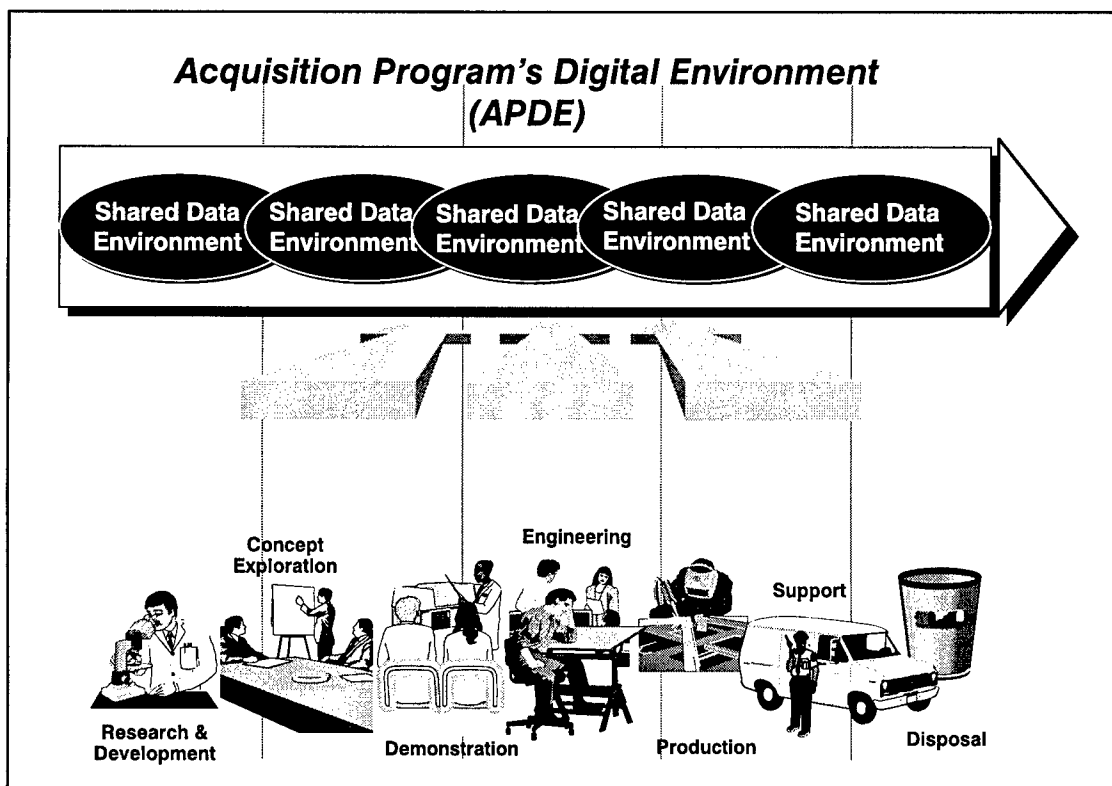 Acquisition Program's Digital Environment
(APDE)
Shared Data
Environment
Shared Data
Environment
Shared Data
Environment
Shared Data
Environment
Shared Data
Environment
Concept
Exploration
Engineering
Support
Research &
Development
Demonstration
Production
Disposal